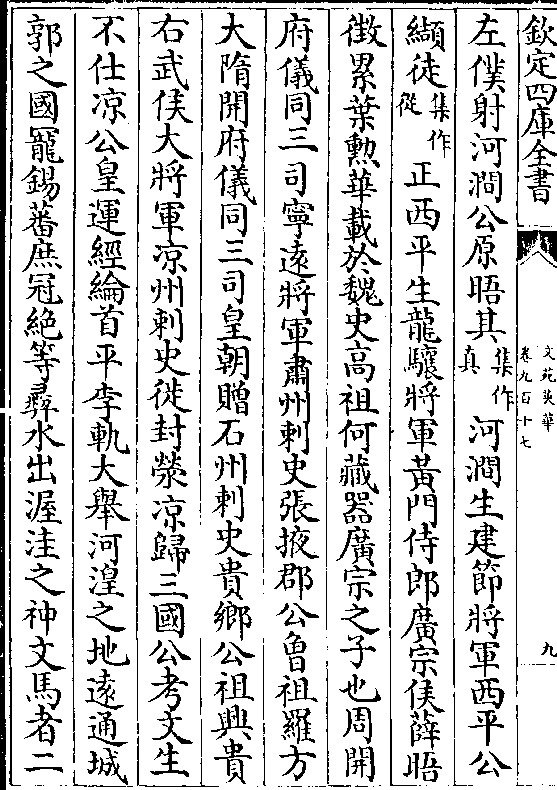 欽定四庫全書
文苑英華
卷九百十七
九
左僕射河澗公原晤其集作真河澗生建節將軍西平公
纈徒集作從正西平生龍驤將軍黃門侍郎廣宗侯薛晤
徴累葉勲華載於魏史高祖何藏器廣宗之子也周開
府儀同三司寧遠將軍肅州刺史張掖郡公魯祖羅方
大隋開府儀同三司皇朝贈石州刺史貴鄉公祖興貴
右武侯大將軍凉州刺史徙封榮凉歸三國公考文生
不仕凉公皇運經綸首平李軌大舉河湟之地遠通城
郭之國寵錫蕃庶冠絶等彛水出渥洼之神文馬者二